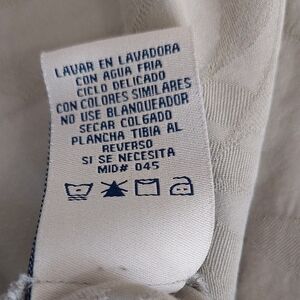 LAVAR EN LAVADORA
CON AGUA FRIA
CICLO DELICADO
CON COLORES SIMILARES
NO USE BLANQUEADOR
SECAR COLGADO
PLANCHA TIBIA AL
REVERSO
SI SE NECESITA
MID# 045